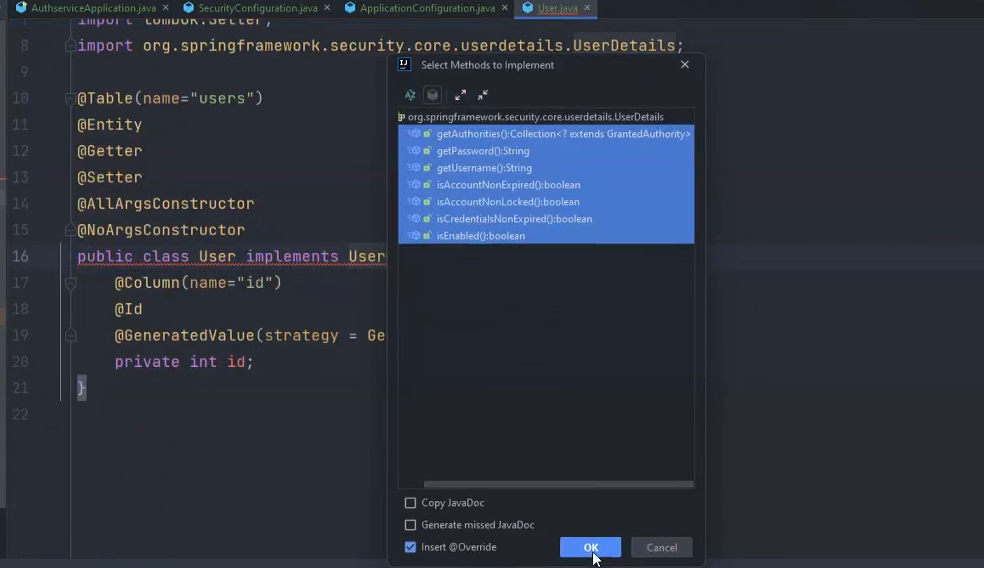 AuthserviceApplication.java
SecurityConfiguration.java
ApplicationConfiguration.java
User.java
import lombok.Setter;
8 import org.springframework.security.core.userdetails.UserDetails;
9
10 @Table(name="users")
11 @Entity
12 @Getter
13 @Setter
14 @AllArgsConstructor
15 @NoArgsConstructor
16 public class User implements User
17 @Column(name="id")
18 @Id
19 @GeneratedValue(strategy = Ge
20 private int id;
21 }
22
Select Methods to Implement
org.springframework.security.core.userdetails.UserDetails
getAuthorities():Collection<? extends GrantedAuthority>
getPassword():String
getUsername():String
isAccountNonExpired():boolean
isAccountNonLocked():boolean
isCredentialsNonExpired():boolean
isEnabled():boolean
Copy JavaDoc
Generate missed JavaDoc
Insert @Override
OK
Cancel